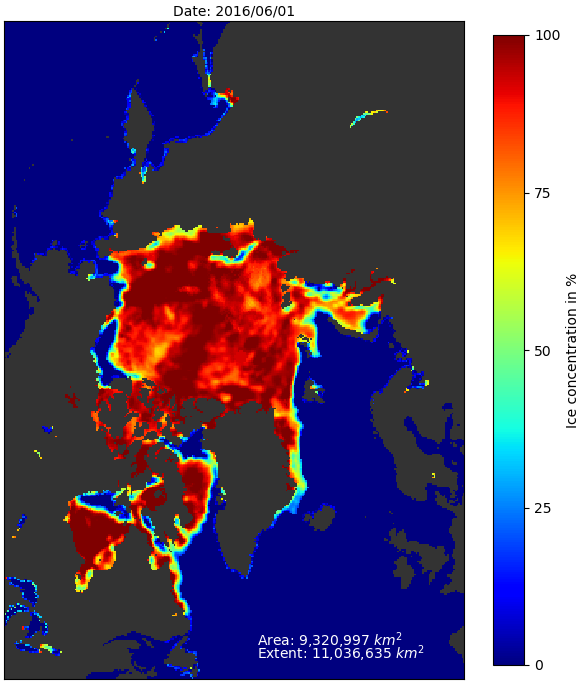 Date: 2016/06/01
100
75
50
25
0
Ice concentration in %
Area: 9,320,997 km²
Extent: 11,036,635 km²